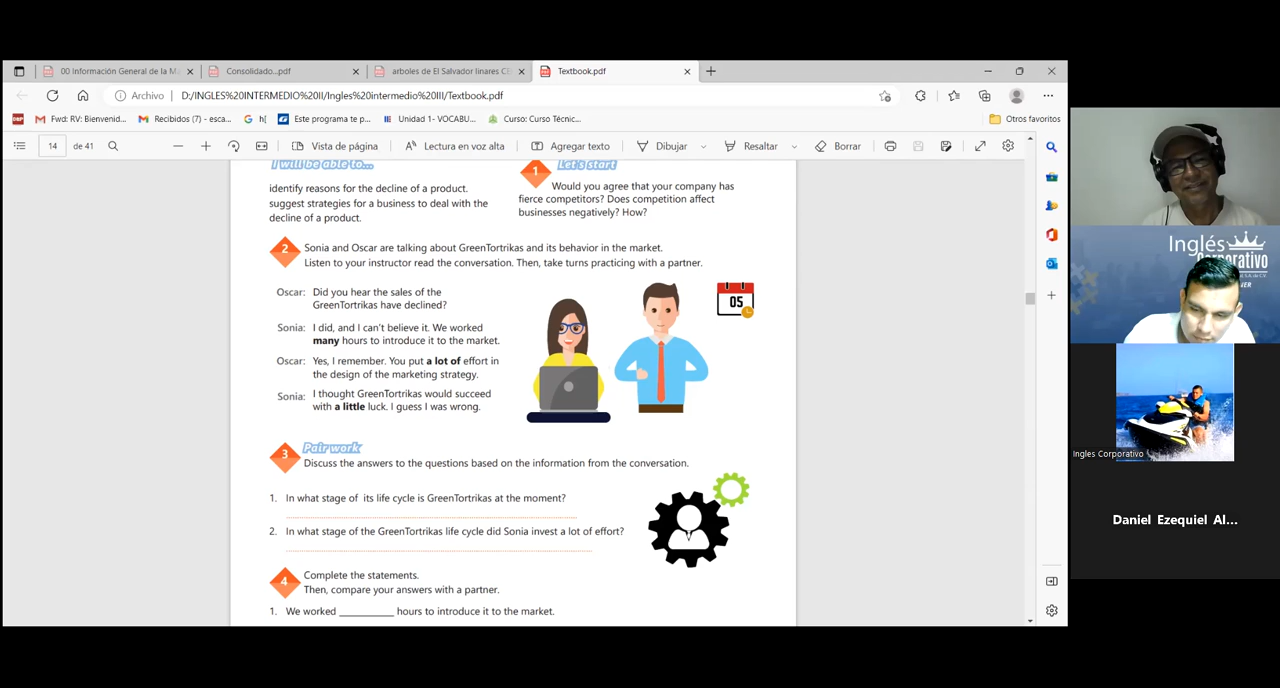 00 Información General de la Ma
Consolidado...pdf
arboles de El Salvador linares CE
Textbook.pdf
Archivo
D:/INGLES%20INTERMEDIO%20II/Ingles%20intermedio%20III/Textbook.pdf
Fwd: RV: Bienvenid...
Recibidos (7) - esca...
h|
Este programa te p...
Unidad 1- VOCABU...
Curso: Curso Técnic...
Otros favoritos
14
de 41
Vista de página
Lectura en voz alta
Agregar texto
Dibujar
Resaltar
Borrar
I will be able to...
identify reasons for the decline of a product.
suggest strategies for a business to deal with the
decline of a product.
1
Let's start
Would you agree that your company has
fierce competitors? Does competition affect
businesses negatively? How?
2
Sonia and Oscar are talking about GreenTortrikas and its behavior in the market.
Listen to your instructor read the conversation. Then, take turns practicing with a partner.
Oscar: Did you hear the sales of the
GreenTortrikas have declined?
Sonia: I did, and I can't believe it. We worked
many hours to introduce it to the market.
Oscar: Yes, I remember. You put a lot of effort in
the design of the marketing strategy.
Sonia: I thought GreenTortrikas would succeed
with a little luck. I guess I was wrong.
05
3
Pair work
Discuss the answers to the questions based on the information from the conversation.
1. In what stage of its life cycle is GreenTortrikas at the moment?
2. In what stage of the GreenTortrikas life cycle did Sonia invest a lot of effort?
4
Complete the statements.
Then, compare your answers with a partner.
1. We worked __________ hours to introduce it to the market.
Inglés
Corporativo
Ingles Corporativo
Daniel Ezequiel Al...